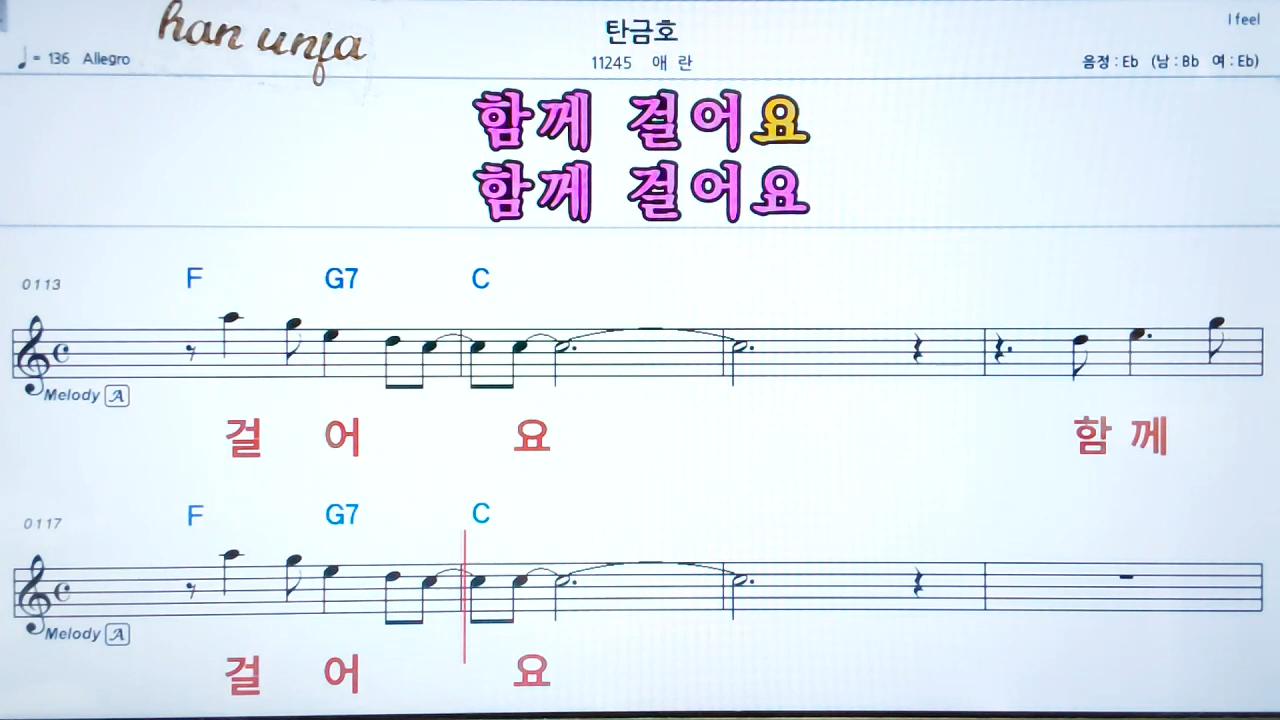 han unja
탄금호
I feel
♩ = 136 Allegro
11245 애 란
음정 : Eb (남 : Bb 여 : Eb)
함께 걸어요
함께 걸어요
0113
F G7 C
Melody A
걸 어 요 함 께
0117
F G7 C
Melody A
걸 어 요